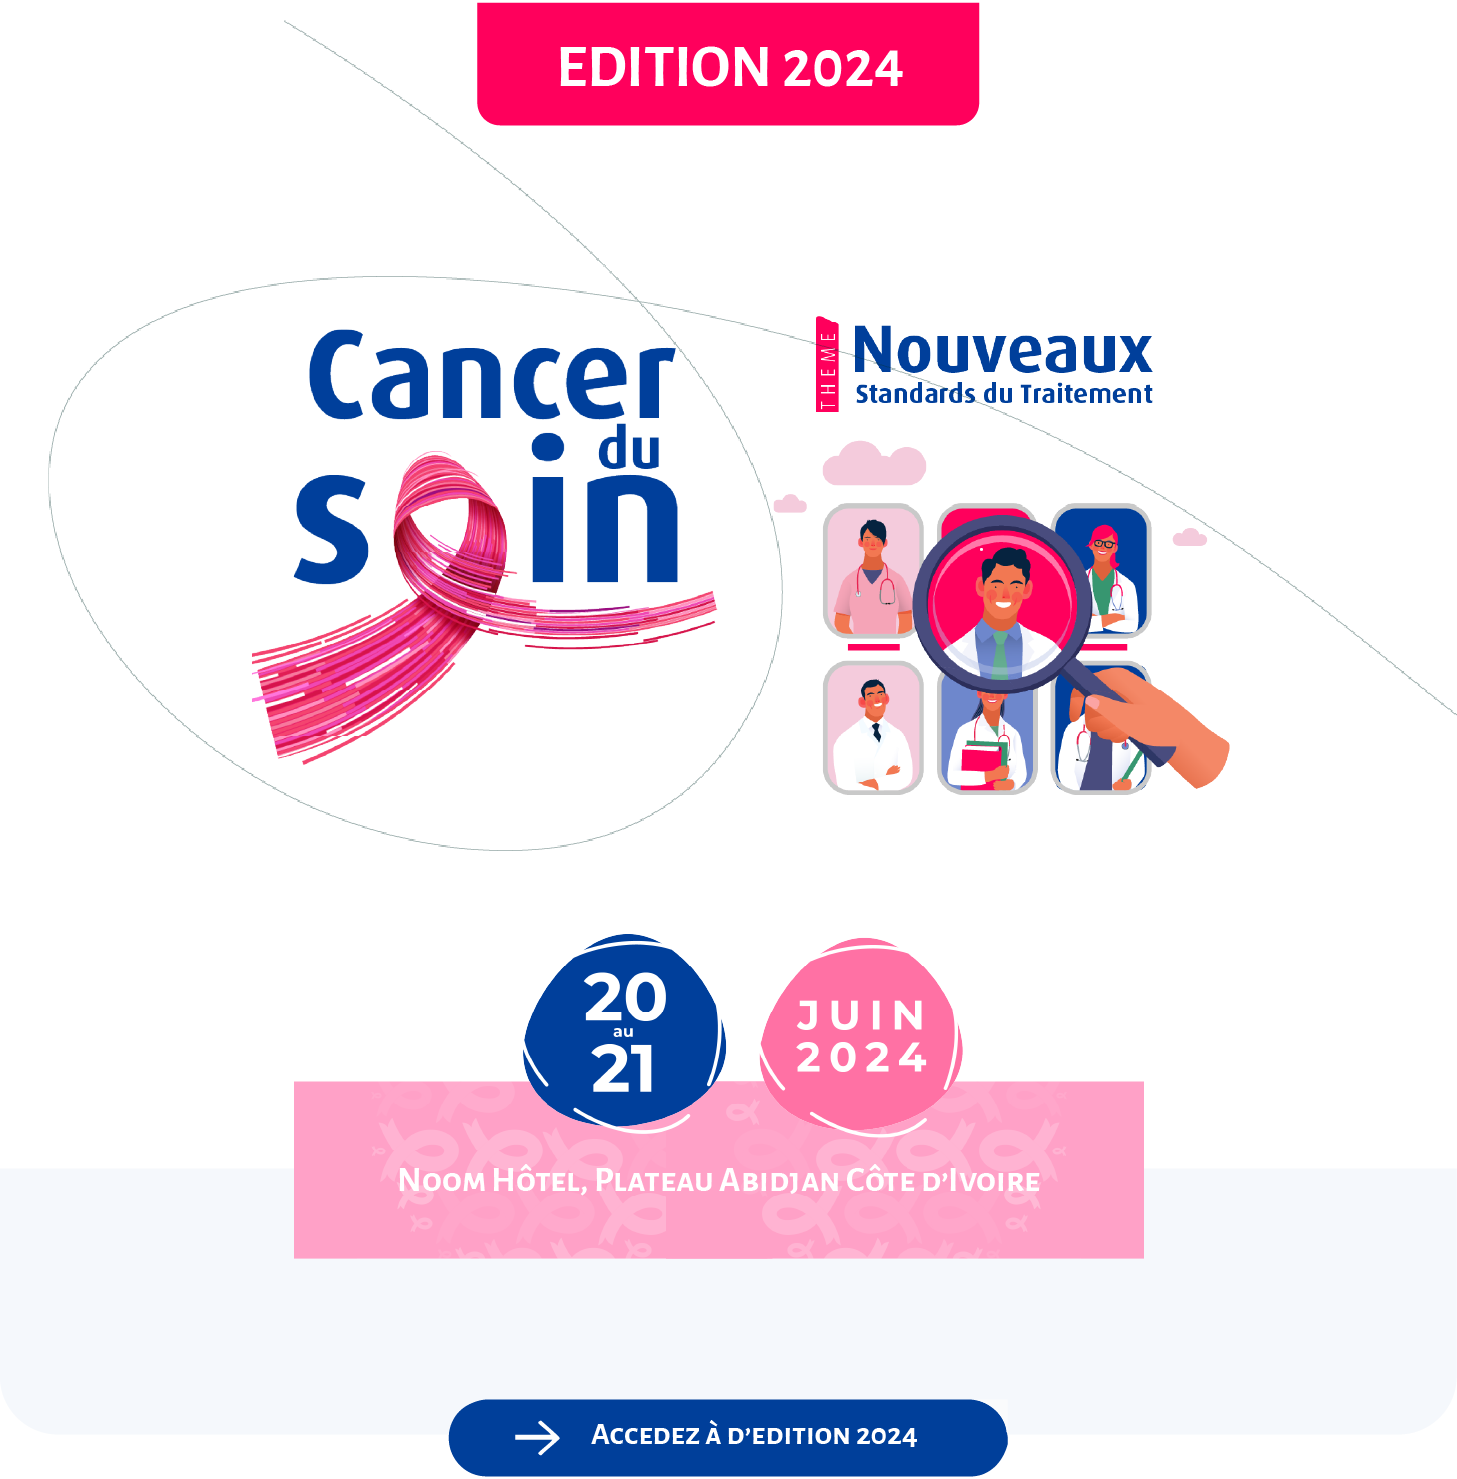 EDITION 2024
Cancer
du
sein
THEME
Nouveaux
Standards du Traitement
20
au
21
JUIN
2024
Noom Hôtel, Plateau Abidjan Côte d'Ivoire
Accedez à d'edition 2024